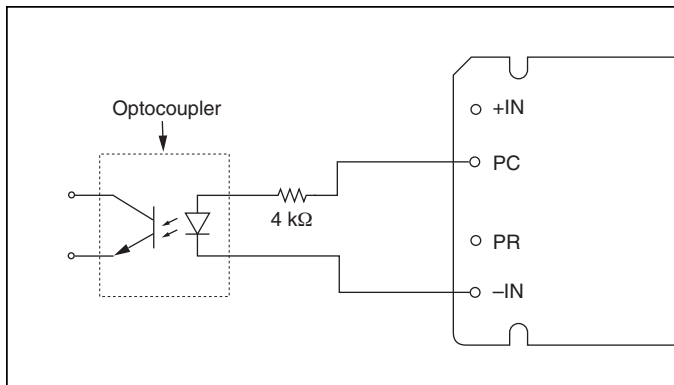 Optocoupler
+IN
PC
4 kΩ
PR
–IN